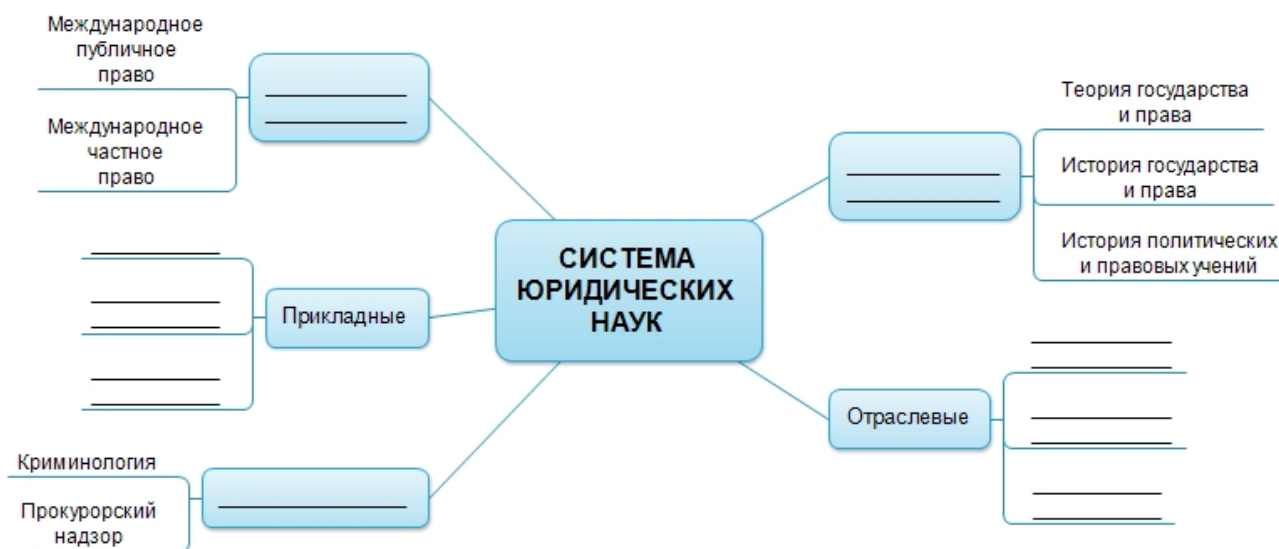 Международное
публичное
право
Международное
частное
право
Прикладные
Криминология
Прокурорский
надзор
СИСТЕМА
ЮРИДИЧЕСКИХ
НАУК
Теория государства
и права
История государства
и права
История политических
и правовых учений
Отраслевые